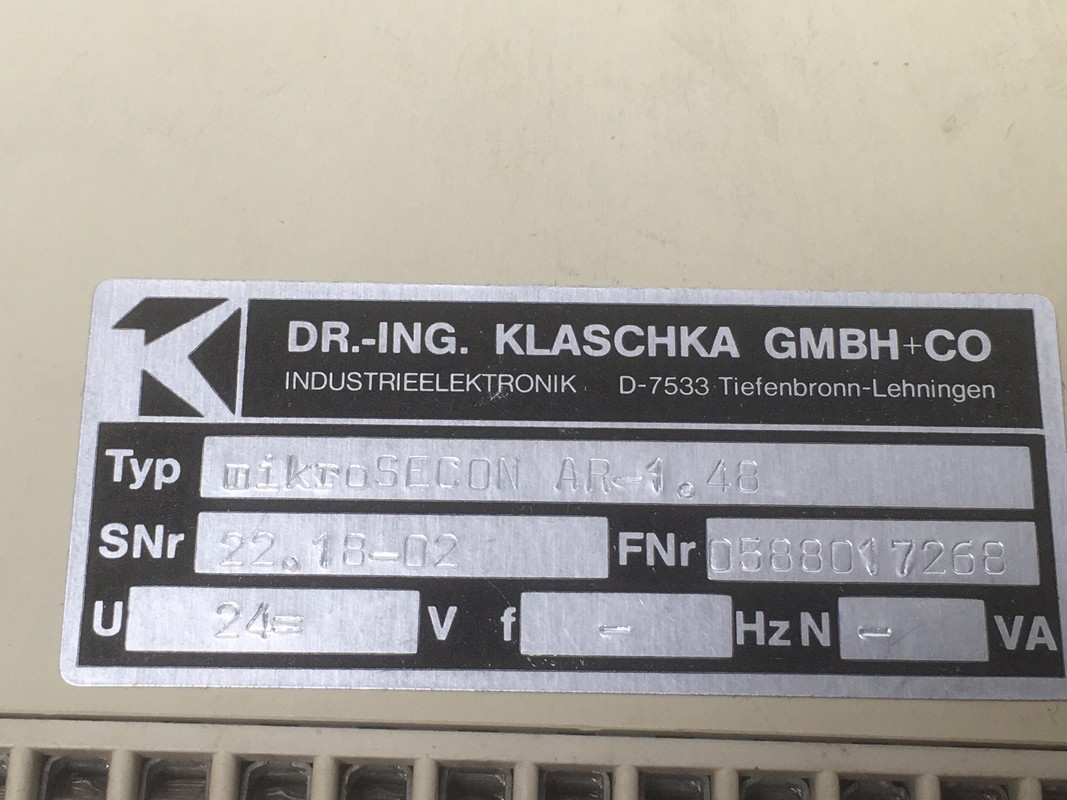 DR.-ING. KLASCHKA GMBH+CO
INDUSTRIEELEKTRONIK D-7533 Tiefenbronn-Lehningen
Typ mikroSECON AR-1.48
SNr 22.18-02 FNr 0588017268
U 24= V f - Hz N - VA